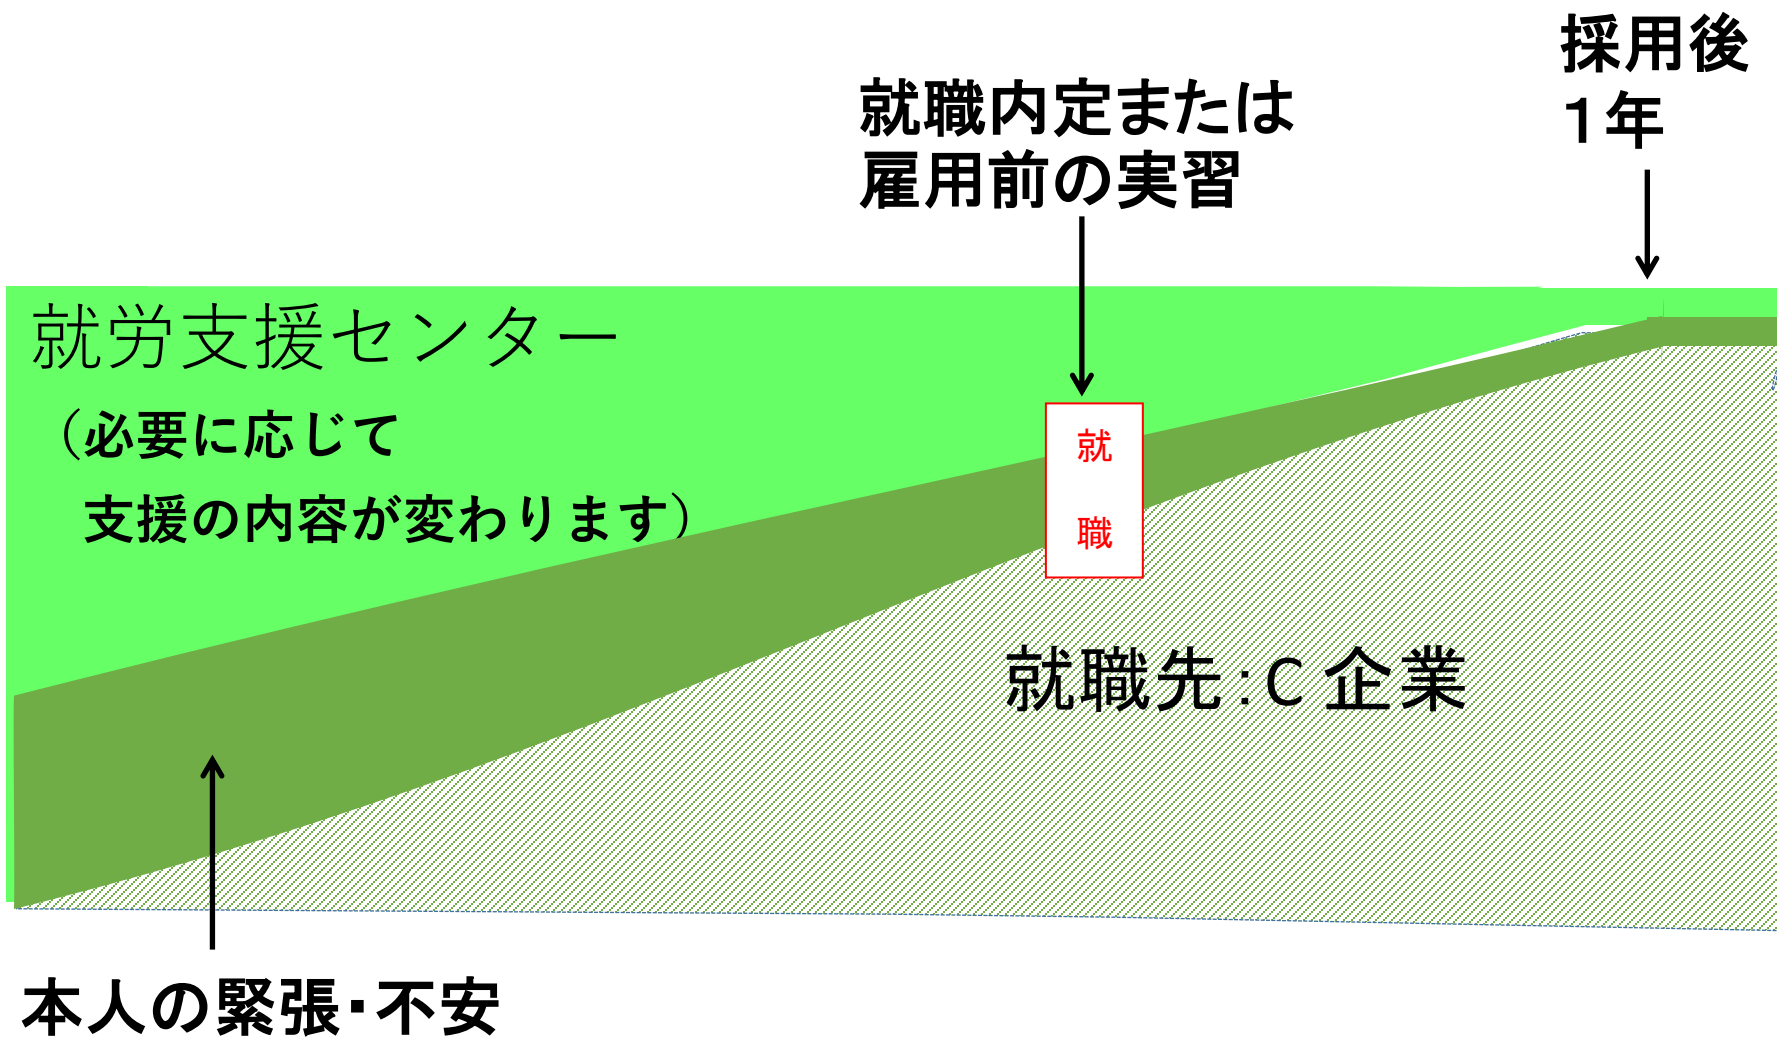 採用後
１年
就職内定または
雇用前の実習
就労支援センター
（必要に応じて
支援の内容が変わります）
就
職
就職先：C 企業
本人の緊張・不安